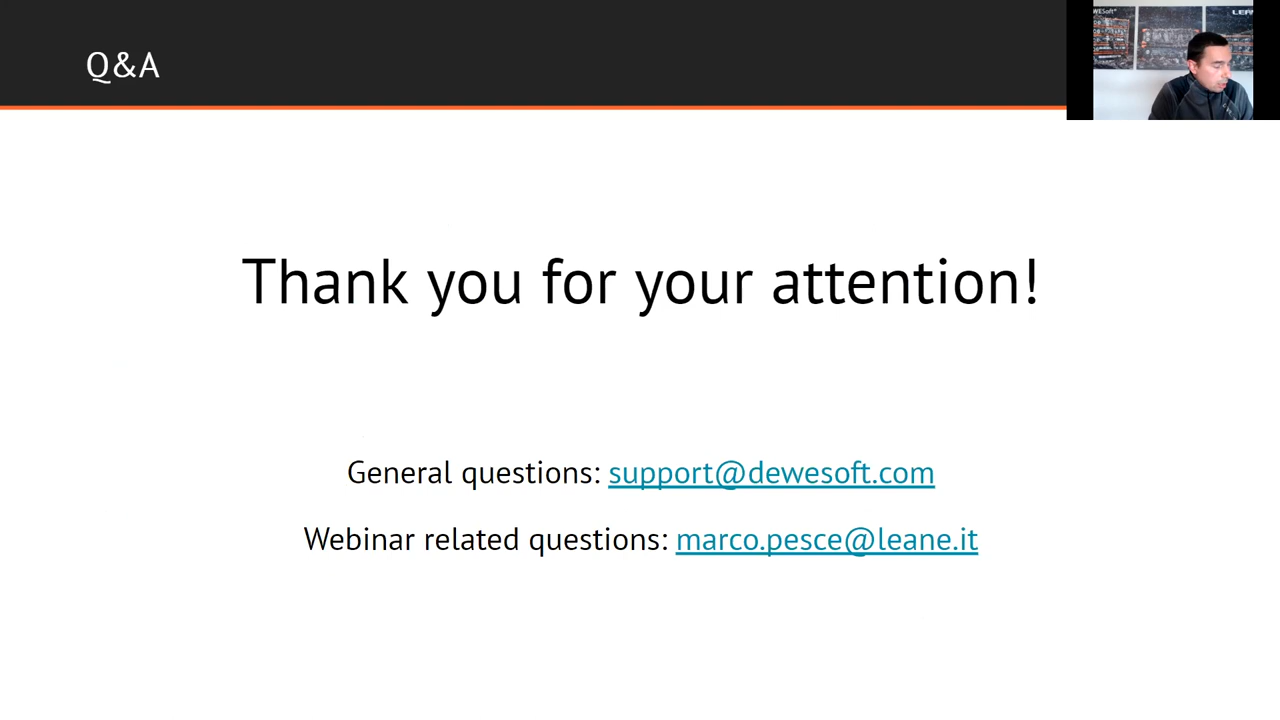 Q&A
Thank you for your attention!
General questions: support@dewesoft.com
Webinar related questions: marco.pesce@leane.it